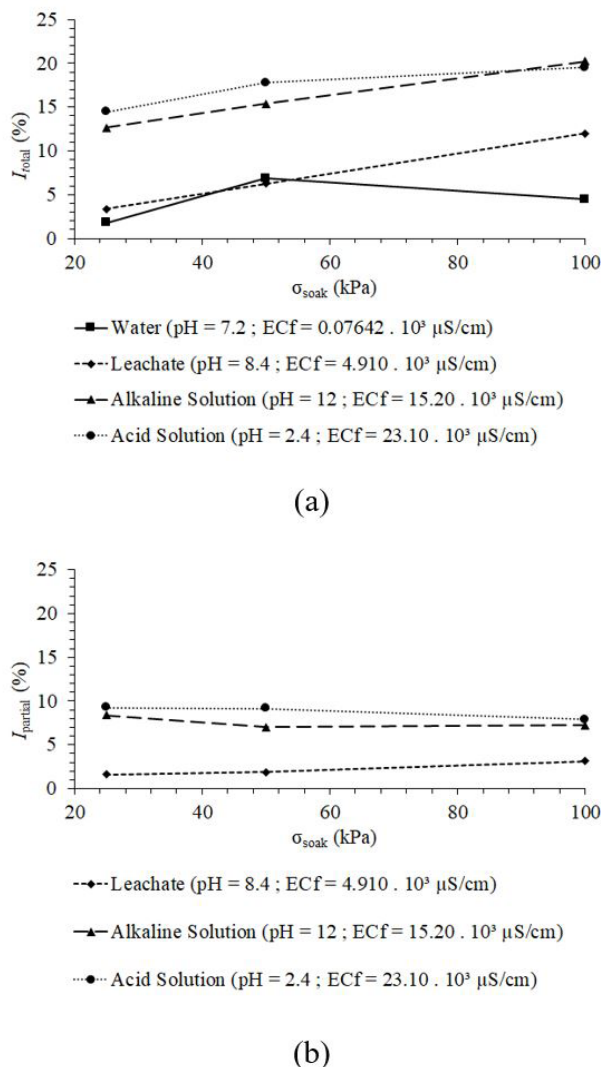 25
20
15
10
5
0
I_total (%)
20 40 60 80 100
σ_soak (kPa)
Water (pH = 7.2 ; ECf = 0.07642 . 10³ µS/cm)
Leachate (pH = 8.4 ; ECf = 4.910 . 10³ µS/cm)
Alkaline Solution (pH = 12 ; ECf = 15.20 . 10³ µS/cm)
Acid Solution (pH = 2.4 ; ECf = 23.10 . 10³ µS/cm)
(a)
25
20
15
10
5
0
I_partial (%)
20 40 60 80 100
σ_soak (kPa)
Leachate (pH = 8.4 ; ECf = 4.910 . 10³ µS/cm)
Alkaline Solution (pH = 12 ; ECf = 15.20 . 10³ µS/cm)
Acid Solution (pH = 2.4 ; ECf = 23.10 . 10³ µS/cm)
(b)